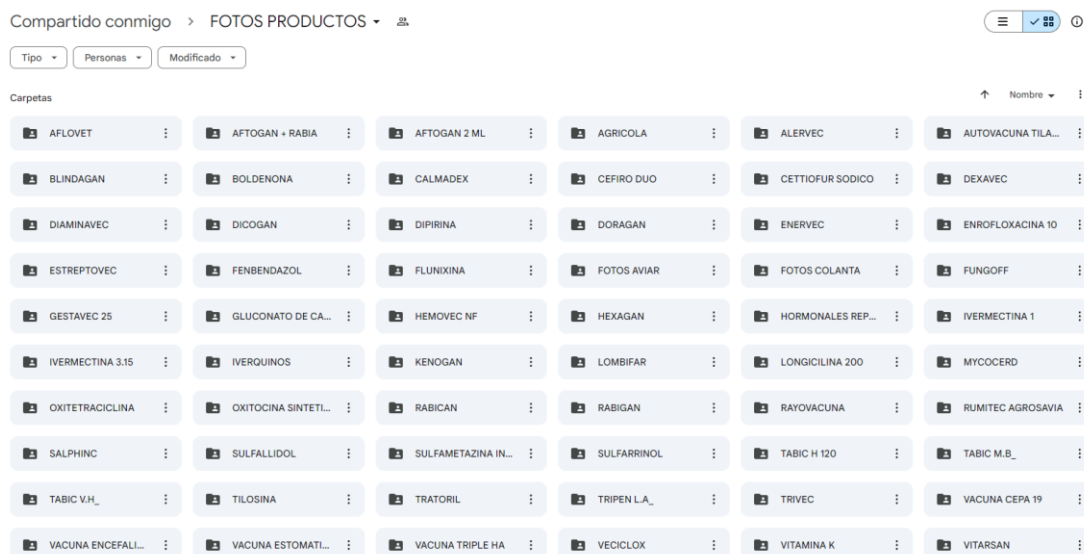 Compartido conmigo > FOTOS PRODUCTOS
Tipo Personas Modificado
Carpetas Nombre
AFLOVET AFTOGAN + RABIA AFTOGAN 2 ML AGRICOLA ALERVEC AUTOVACUNA TILA...
BLINDAGAN BOLDENONA CALMADEX CEFIRO DUO CETTIOFUR SODICO DEXAVEC
DIAMINAVEC DICOGAN DIPIRINA DORAGAN ENERVEC ENROFLOXACINA 10
ESTREPTOVEC FENBENDAZOL FLUNIXINA FOTOS AVIAR FOTOS COLANTA FUNGOFF
GESTAVEC 25 GLUCONATO DE CA... HEMOVEC NF HEXAGAN HORMONALES REP... IVERMECTINA 1
IVERMECTINA 3.15 IVERQUINOS KENOGAN LOMBIFAR LONGICILINA 200 MYCOCERD
OXITETRACICLINA OXITOCINA SINTETI... RABICAN RABIGAN RAYOVACUNA RUMITEC AGROSAVIA
SALPHINC SULFALLIDOL SULFAMETAZINA IN... SULFARRINOL TABIC H 120 TABIC M.B_
TABIC V.H_ TILOSINA TRATORIL TRIPEN L.A_ TRIVEC VACUNA CEPA 19
VACUNA ENCEFALI... VACUNA ESTOMATI... VACUNA TRIPLE HA VECICLOX VITAMINA K VITARSAN